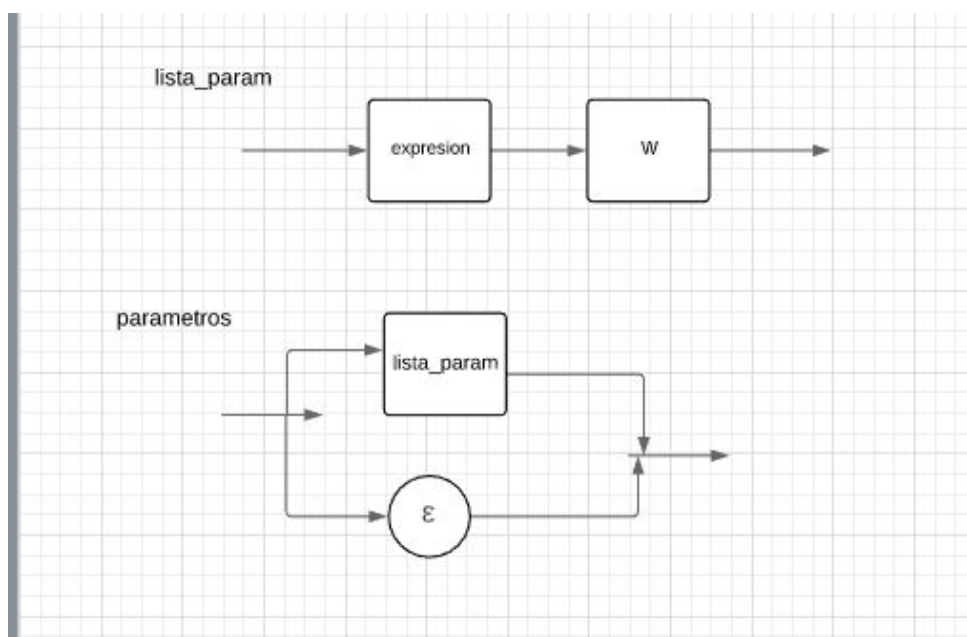 lista_param
expresion
W
parametros
lista_param
ε